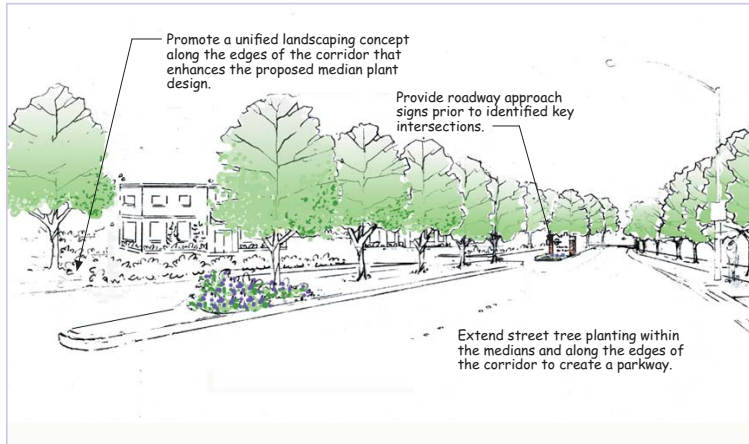 Promote a unified landscaping concept
along the edges of the corridor that
enhances the proposed median plant
design.
Provide roadway approach
signs prior to identified key
intersections.
Extend street tree planting within
the medians and along the edges of
the corridor to create a parkway.